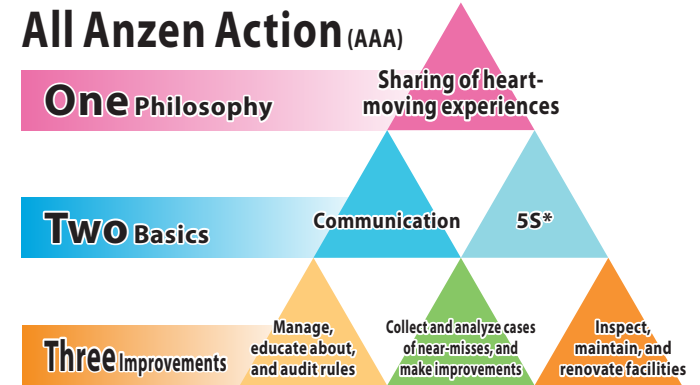 All Anzen Action (AAA)
One Philosophy
Sharing of heart-
moving experiences
Two Basics
Communication
5S*
Three Improvements
Manage,
educate about,
and audit rules
Collect and analyze cases
of near-misses, and
make improvements
Inspect,
maintain, and
renovate facilities